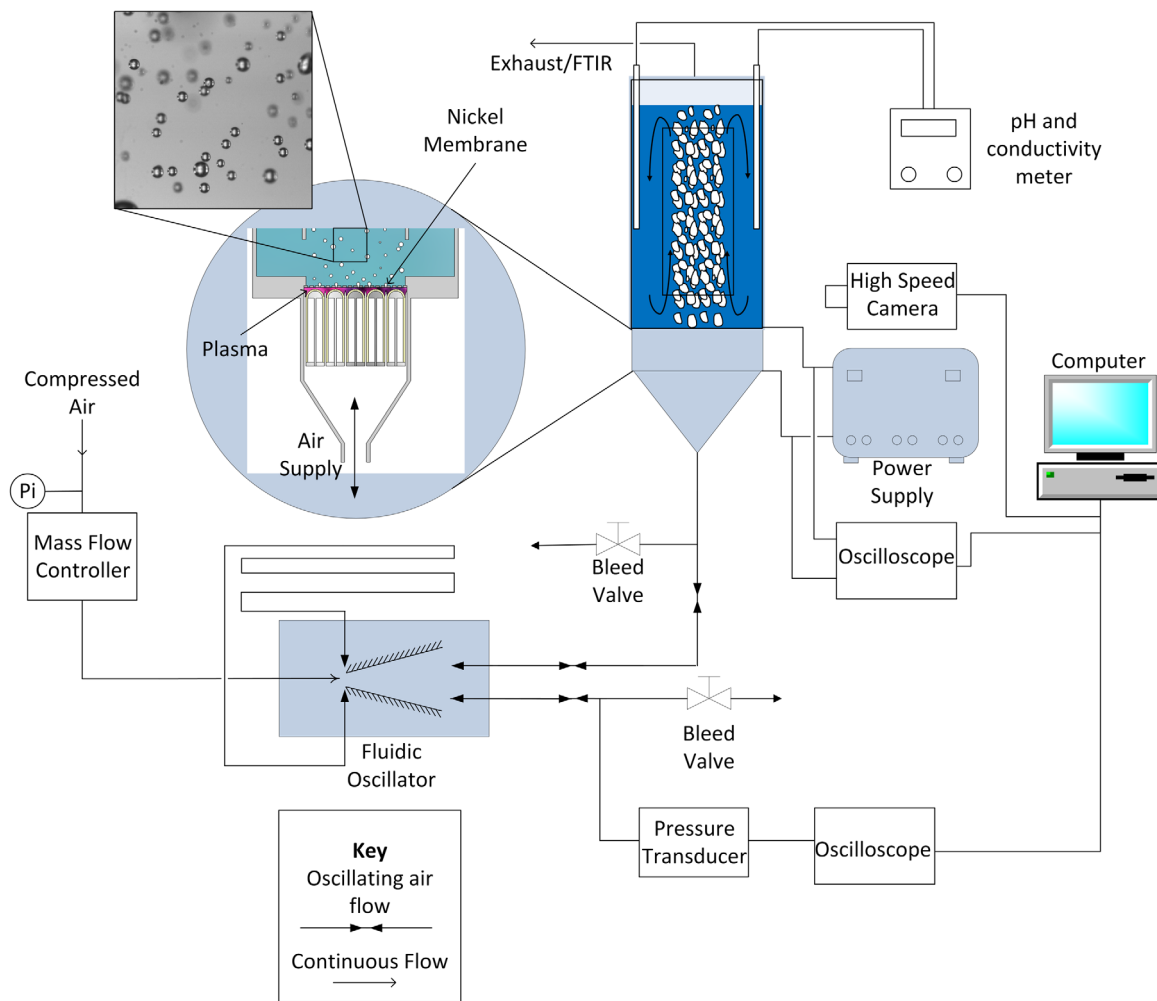 Exhaust/FTIR
Nickel
Membrane
pH and
conductivity
meter
High Speed
Camera
Plasma
Computer
Compressed
Air
Air
Supply
Power
Supply
Pi
Mass Flow
Controller
Bleed
Valve
Oscilloscope
Bleed
Valve
Fluidic
Oscillator
Pressure
Transducer
Oscilloscope
Key
Oscillating air
flow
Continuous Flow